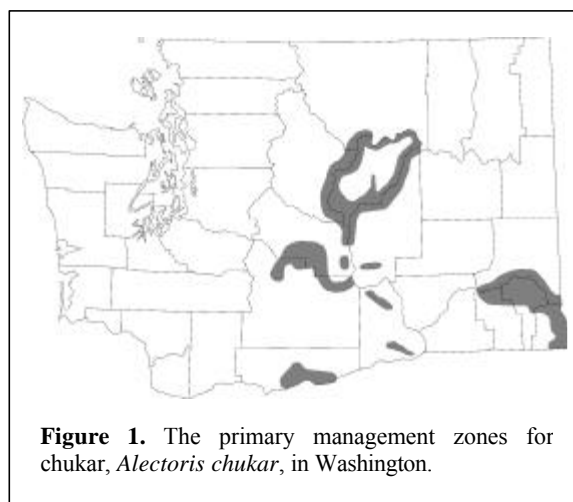 Figure 1. The primary management zones for
chukar, Alectoris chukar, in Washington.